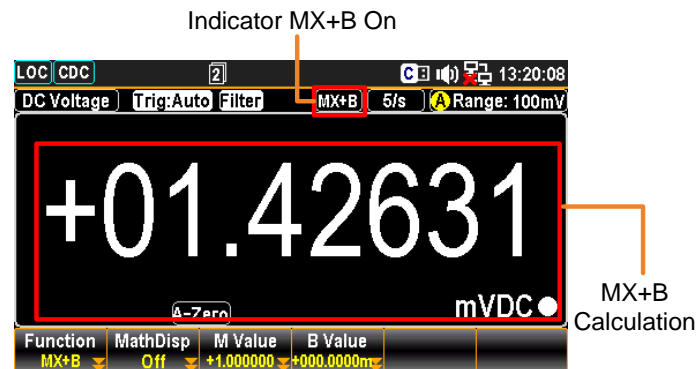 Indicator MX+B On
LOC CDC 2 C 13:20:08
DC Voltage Trig:Auto Filter MX+B 5/s A Range: 100mV
+01.42631
A-Zero mVDC
MX+B
Calculation
Function MathDisp M Value B Value
MX+B Off +1.000000 +000.0000m